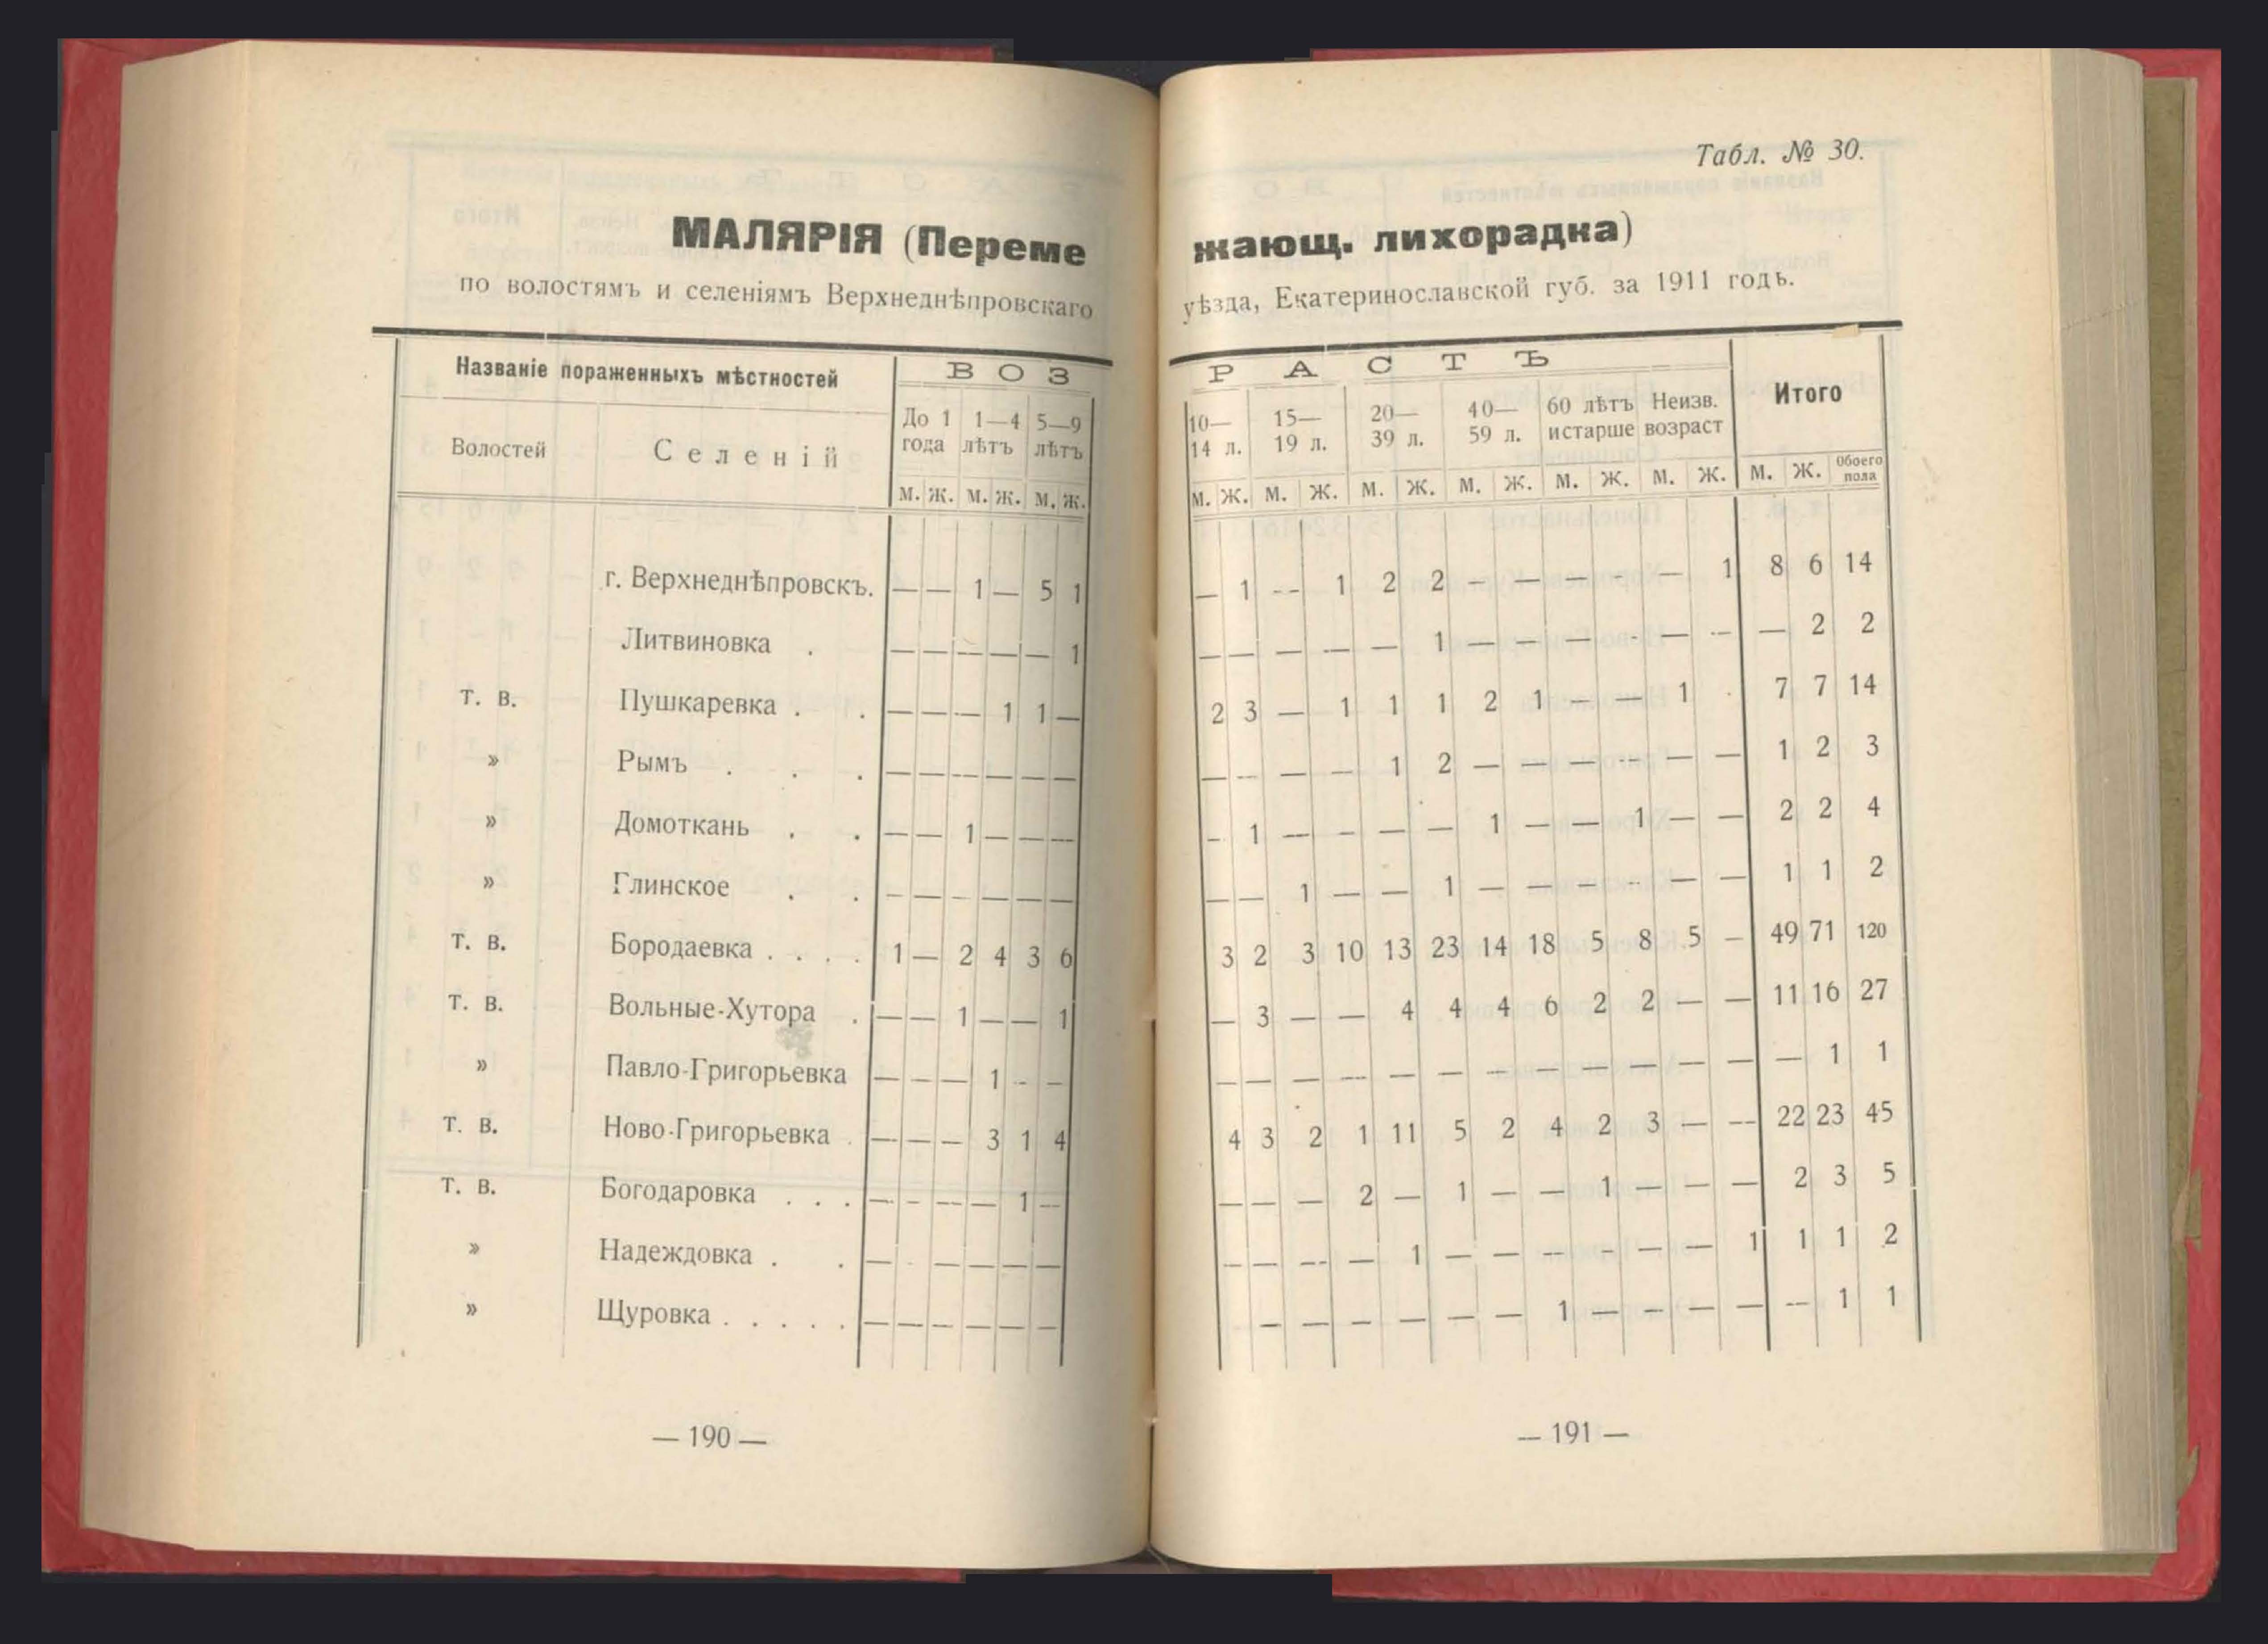 Табл. № 30.
МАЛЯРІЯ (Переме жающ. лихорадка)
по волостямъ и селеніямъ Верхнеднѣпровскаго уѣзда, Екатеринославской губ. за 1911 годъ.
Названіе пораженныхъ мѣстностей В О З Р А С Т Ъ Итого
Волостей Селеній До 1 года 1—4 лѣтъ 5—9 лѣтъ 10—14 л. 15—19 л. 20—39 л. 40—59 л. 60 лѣтъ истарше Неизв. возраст
м. ж. м. ж. м. ж. м. ж. м. ж. м. ж. м. ж. м. ж. м. ж. м. ж. Обоего пола
г. Верхнеднѣпровскъ. — — 1 — 5 1 — 1 — 1 2 2 — — — — — 1 8 6 14
Литвиновка . — — — — — 1 — — — — — 1 — — — — — — — 2 2
т. в. Пушкаревка . . — — — 1 1 — 2 3 — 1 1 1 2 1 — — 1 . 7 7 14
» Рымъ . . . — — — — — — — — — — 1 2 — — — — — — 1 2 3
» Домоткань . . — — 1 — — — — 1 — — — — 1 — — 1 — — 2 2 4
» Глинское . . — — — — — — — — 1 — — 1 — — — — — — 1 1 2
т. в. Бородаевка . . . . 1 — 2 4 3 6 3 2 3 10 13 23 14 18 5 8 5 — 49 71 120
т. в. Вольные-Хутора . — — 1 — — 1 — 3 — — 4 4 4 6 2 2 — — 11 16 27
» Павло-Григорьевка — — — 1 — — — — — — — — — — — — — — — 1 1
т. в. Ново-Григорьевка . — — — 3 1 4 4 3 2 1 11 5 2 4 2 3 — — 22 23 45
т. в. Богодаровка . . . — — — — 1 — — — — 2 — 1 — — 1 — — — 2 3 5
» Надеждовка . . — — — — — — — — — — 1 — — — — — — 1 1 1 2
» Щуровка . . . . . — — — — — — — — — — — — — 1 — — — — — 1 1
— 190 —
— 191 —